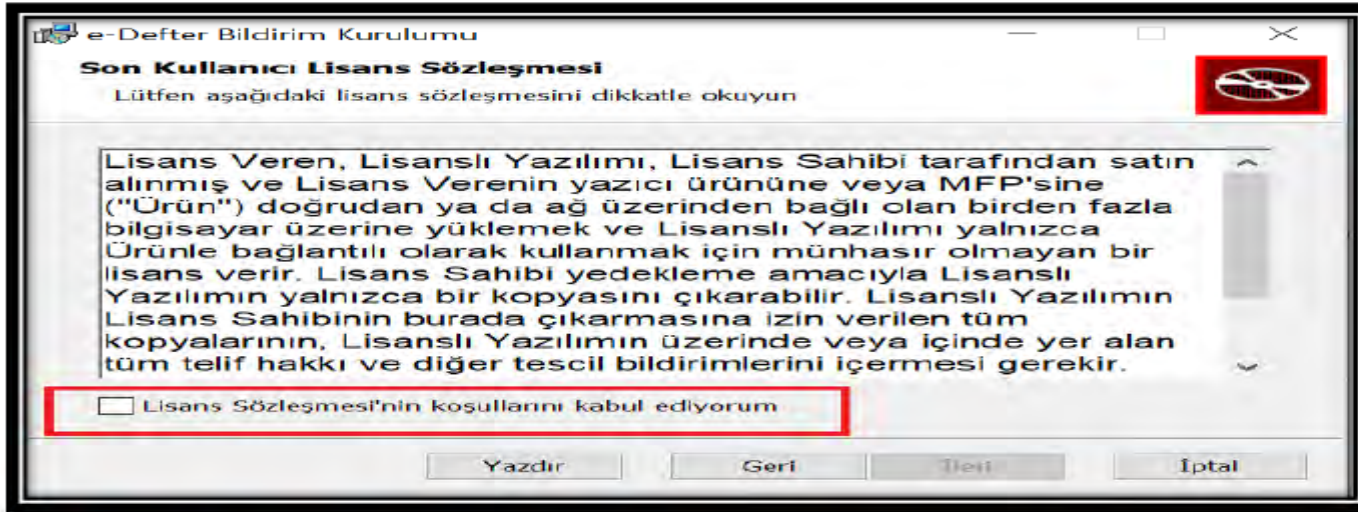 e-Defter Bildirim Kurulumu
Son Kullanıcı Lisans Sözleşmesi
Lütfen aşağıdaki lisans sözleşmesini dikkatle okuyun
Lisans Veren, Lisanslı Yazılımı, Lisans Sahibi tarafından satın
alınmış ve Lisans Verenin yazıcı ürününe veya MFP'sine
("Ürün") doğrudan ya da ağ üzerinden bağlı olan birden fazla
bilgisayar üzerine yüklemek ve Lisanslı Yazılımı yalnızca
Ürünle bağlantılı olarak kullanmak için münhasır olmayan bir
lisans verir. Lisans Sahibi yedekleme amacıyla Lisanslı
Yazılımın yalnızca bir kopyasını çıkarabilir. Lisanslı Yazılımın
Lisans Sahibinin burada çıkarmasına izin verilen tüm
kopyalarının, Lisanslı Yazılımın üzerinde veya içinde yer alan
tüm telif hakkı ve diğer tescil bildirimlerini içermesi gerekir.
Lisans Sözleşmesi'nin koşullarını kabul ediyorum
Yazdır Geri İleri İptal